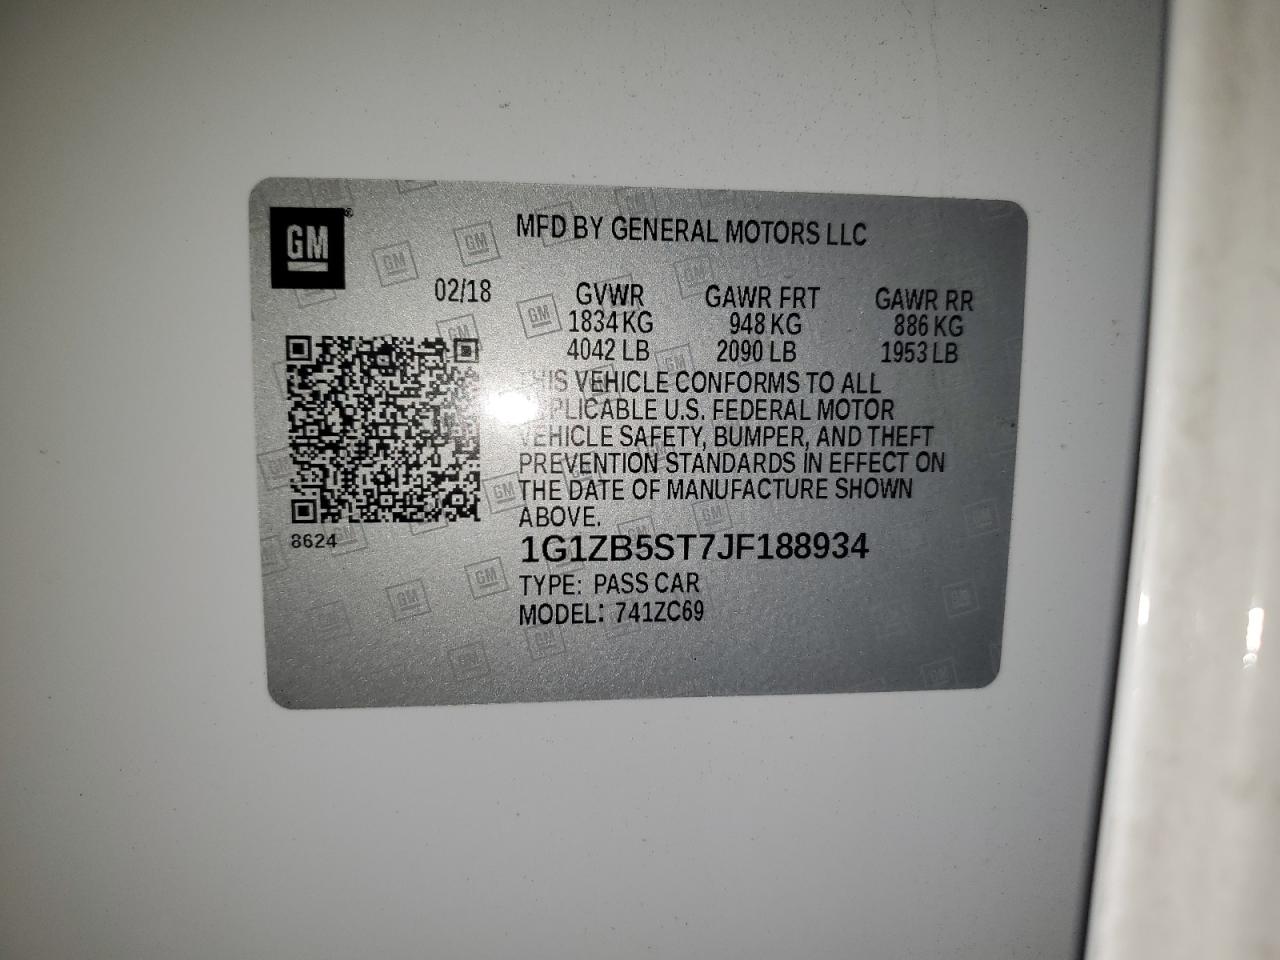 GM
MFD BY GENERAL MOTORS LLC
02/18
GVWR GAWR FRT GAWR RR
1834 KG 948 KG 886 KG
4042 LB 2090 LB 1953 LB
THIS VEHICLE CONFORMS TO ALL
APPLICABLE U.S. FEDERAL MOTOR
VEHICLE SAFETY, BUMPER, AND THEFT
PREVENTION STANDARDS IN EFFECT ON
THE DATE OF MANUFACTURE SHOWN
ABOVE.
8624
1G1ZB5ST7JF188934
TYPE: PASS CAR
MODEL: 741ZC69